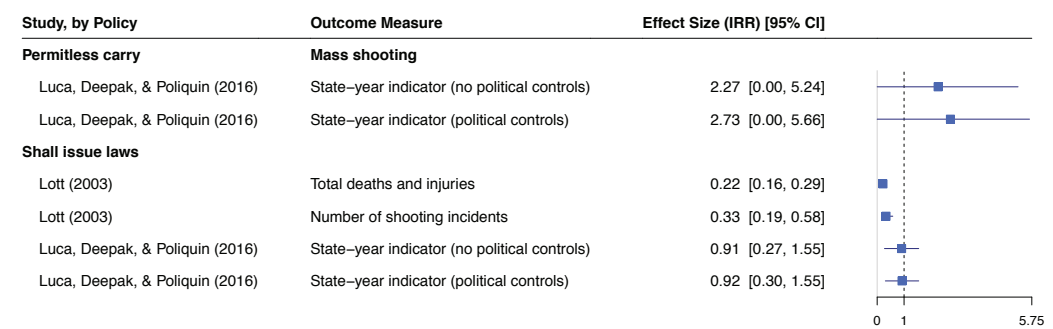 Study, by Policy Outcome Measure Effect Size (IRR) [95% CI]
Permitless carry Mass shooting
Luca, Deepak, & Poliquin (2016) State−year indicator (no political controls) 2.27 [0.00, 5.24]
Luca, Deepak, & Poliquin (2016) State−year indicator (political controls) 2.73 [0.00, 5.66]
Shall issue laws
Lott (2003) Total deaths and injuries 0.22 [0.16, 0.29]
Lott (2003) Number of shooting incidents 0.33 [0.19, 0.58]
Luca, Deepak, & Poliquin (2016) State−year indicator (no political controls) 0.91 [0.27, 1.55]
Luca, Deepak, & Poliquin (2016) State−year indicator (political controls) 0.92 [0.30, 1.55]
0 1 5.75